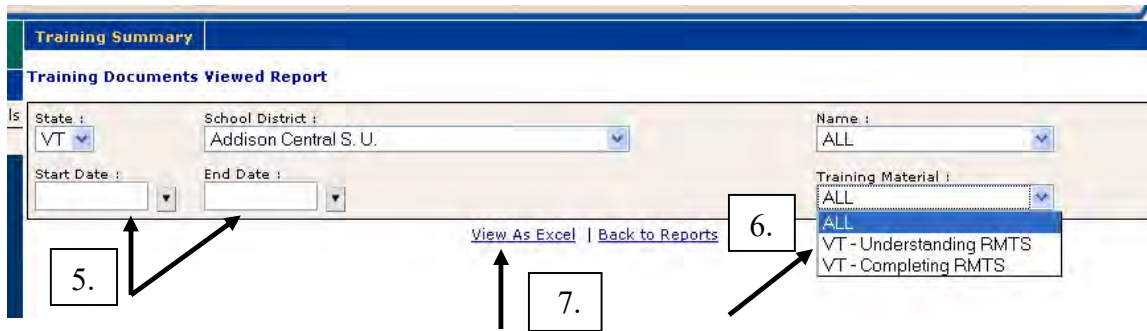 Training Summary
Training Documents Viewed Report
ls
State : School District : Name :
VT Addison Central S. U. ALL
Start Date : End Date : Training Material :
ALL
ALL
View As Excel | Back to Reports 6.
VT - Understanding RMTS
VT - Completing RMTS
5. 7.